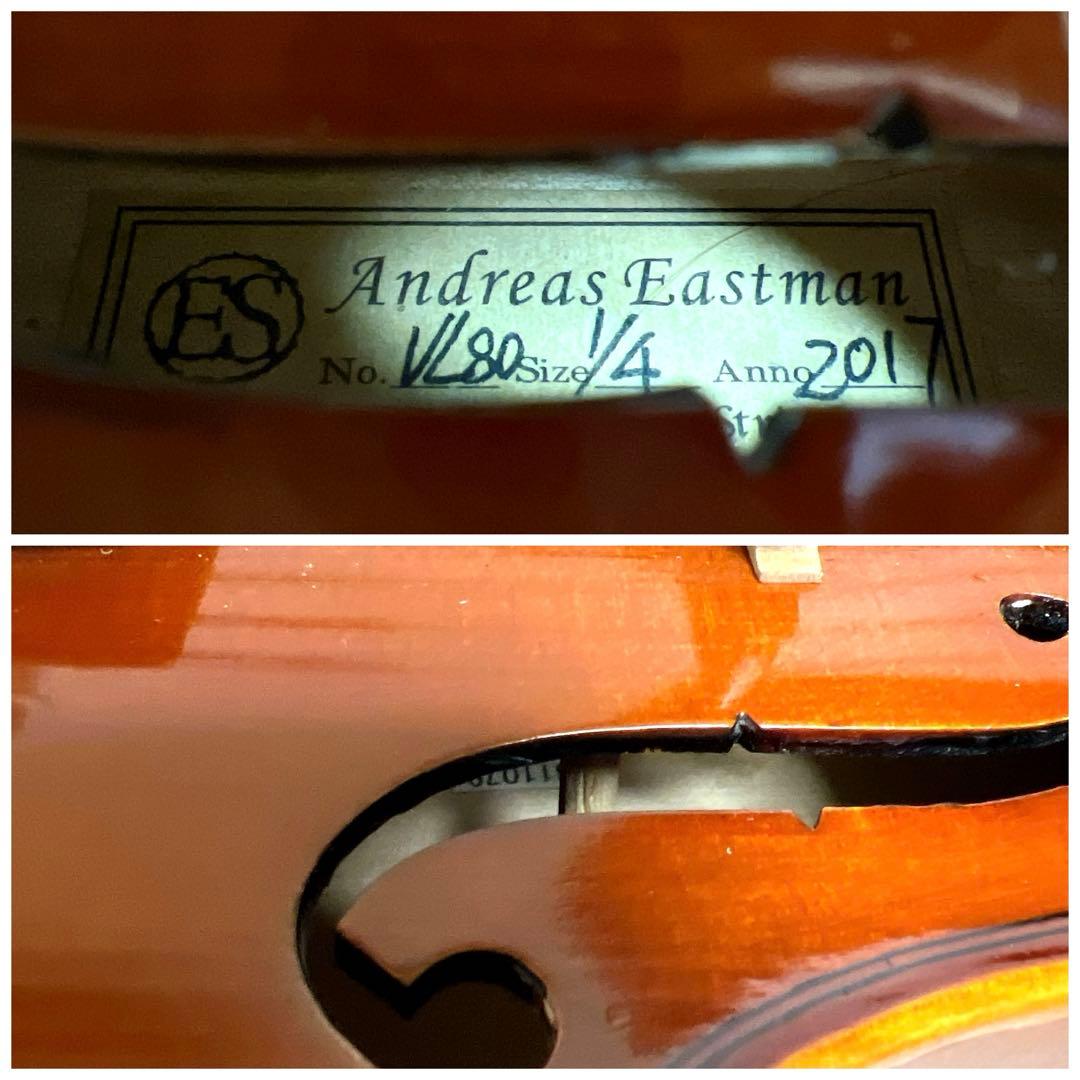 ES
Andreas Eastman
No. VL80 Size 1/4 Anno 2017